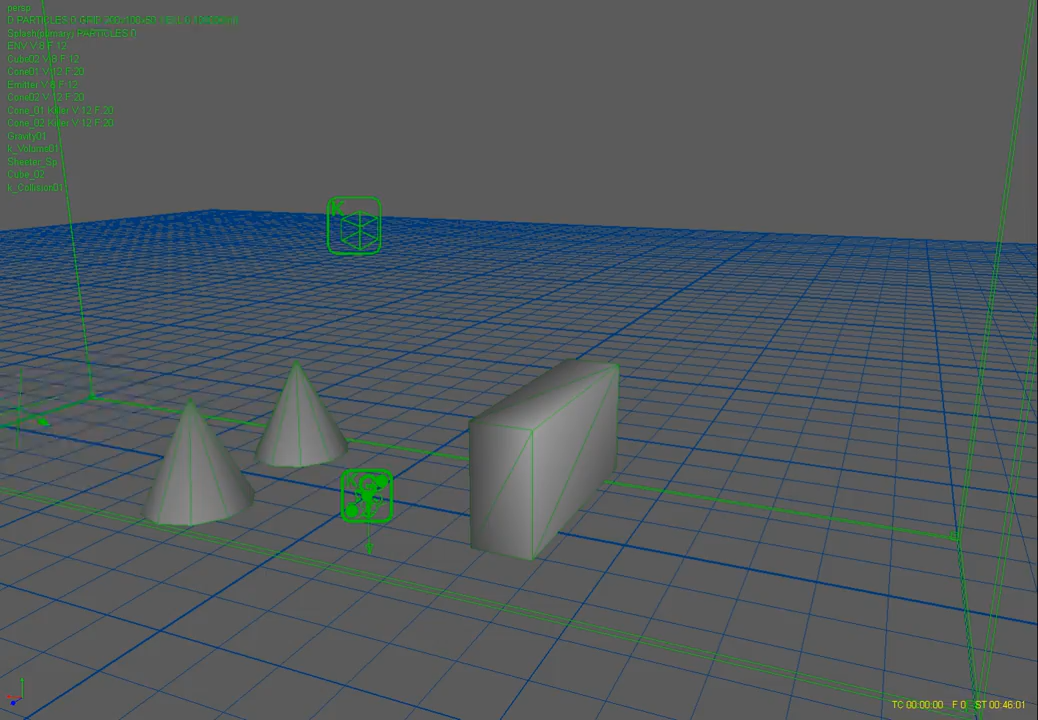 persp
Splash(primary) PARTICLES 0
ENV V:8 F:12
Cube02 V:8 F:12
Cone01 V:12 F:20
Emitter V:8 F:12
Cone02 V:12 F:20
Cone_01 Killer V:12 F:20
Cone_02 Killer V:12 F:20
Gravity01
k_Volume01
Cube_02
k_Collision01
K
TC 00:00:00 F 0 ST 00:46:01